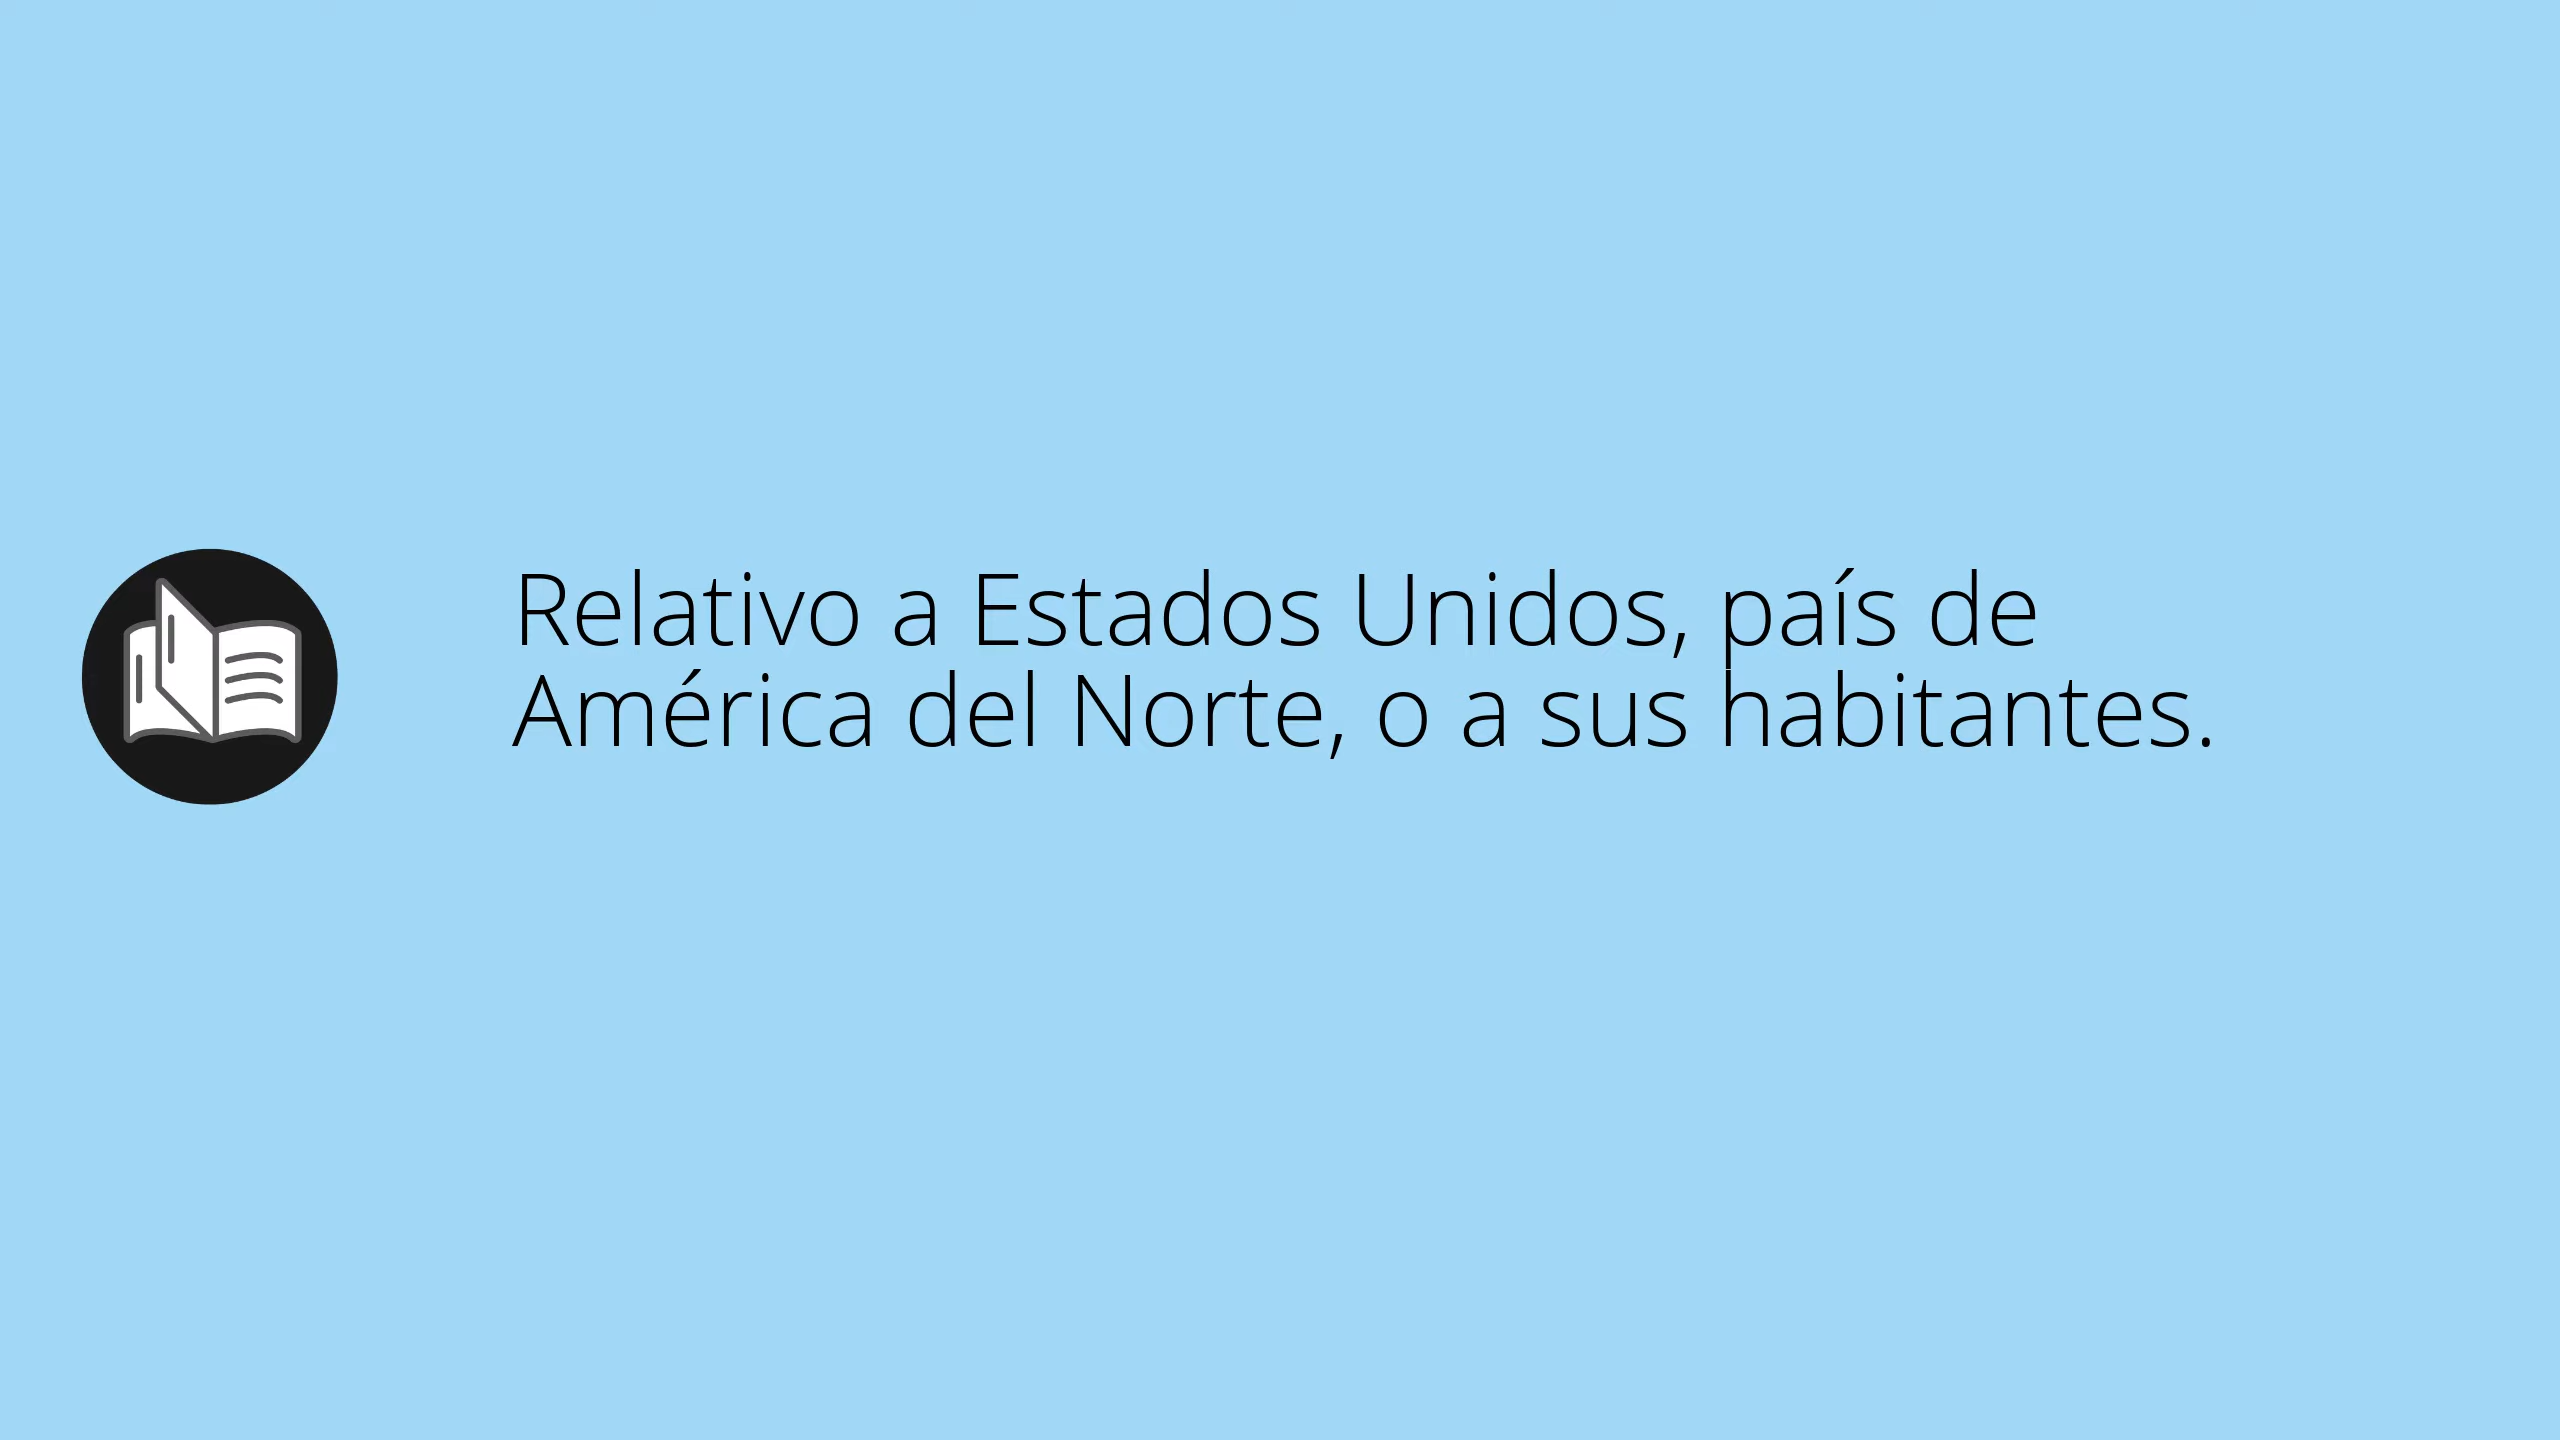 Relativo a Estados Unidos, país de
América del Norte, o a sus habitantes.